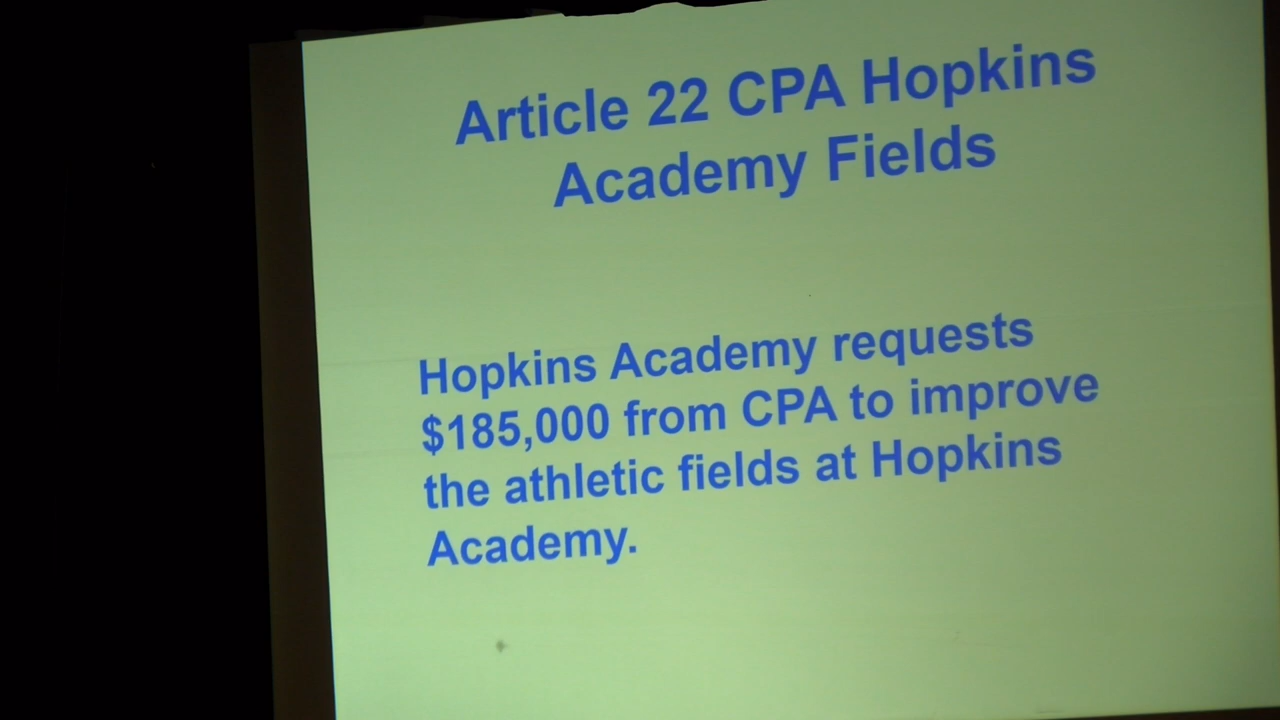 Article 22 CPA Hopkins
Academy Fields
Hopkins Academy requests
$185,000 from CPA to improve
the athletic fields at Hopkins
Academy.